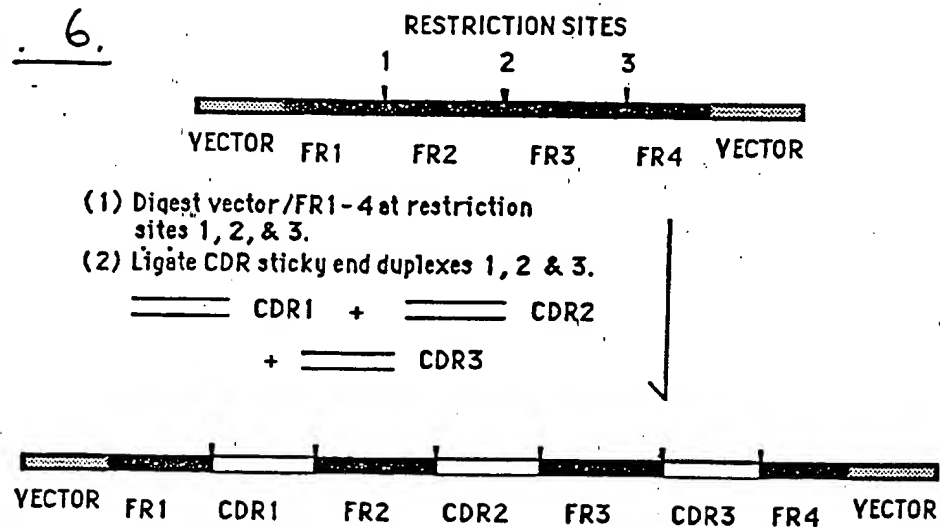 . 6.
RESTRICTION SITES
1 2 3
VECTOR FR1 FR2 FR3 FR4 VECTOR
(1) Digest vector/FR1-4 at restriction
sites 1, 2, & 3.
(2) Ligate CDR sticky end duplexes 1, 2 & 3.
CDR1 + CDR2
+ CDR3
VECTOR FR1 CDR1 FR2 CDR2 FR3 CDR3 FR4 VECTOR